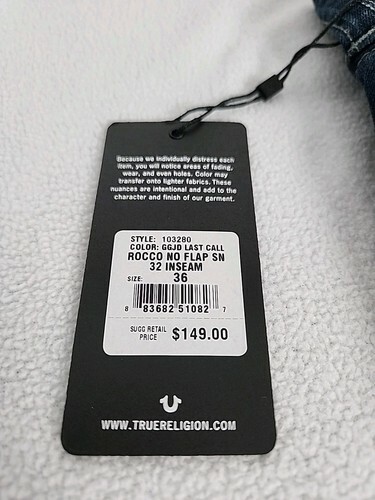 Because we individually distress each
item, you will notice areas of fading,
wear, and even holes. Color may
transfer onto lighter fabrics. These
nuances are intentional and add to the
character and finish of our garment.
STYLE: 103280
COLOR: GGJD LAST CALL
ROCCO NO FLAP SN
32 INSEAM
SIZE: 36
8 83682 51082 7
SUGG RETAIL
PRICE $149.00
WWW.TRUERELIGION.COM